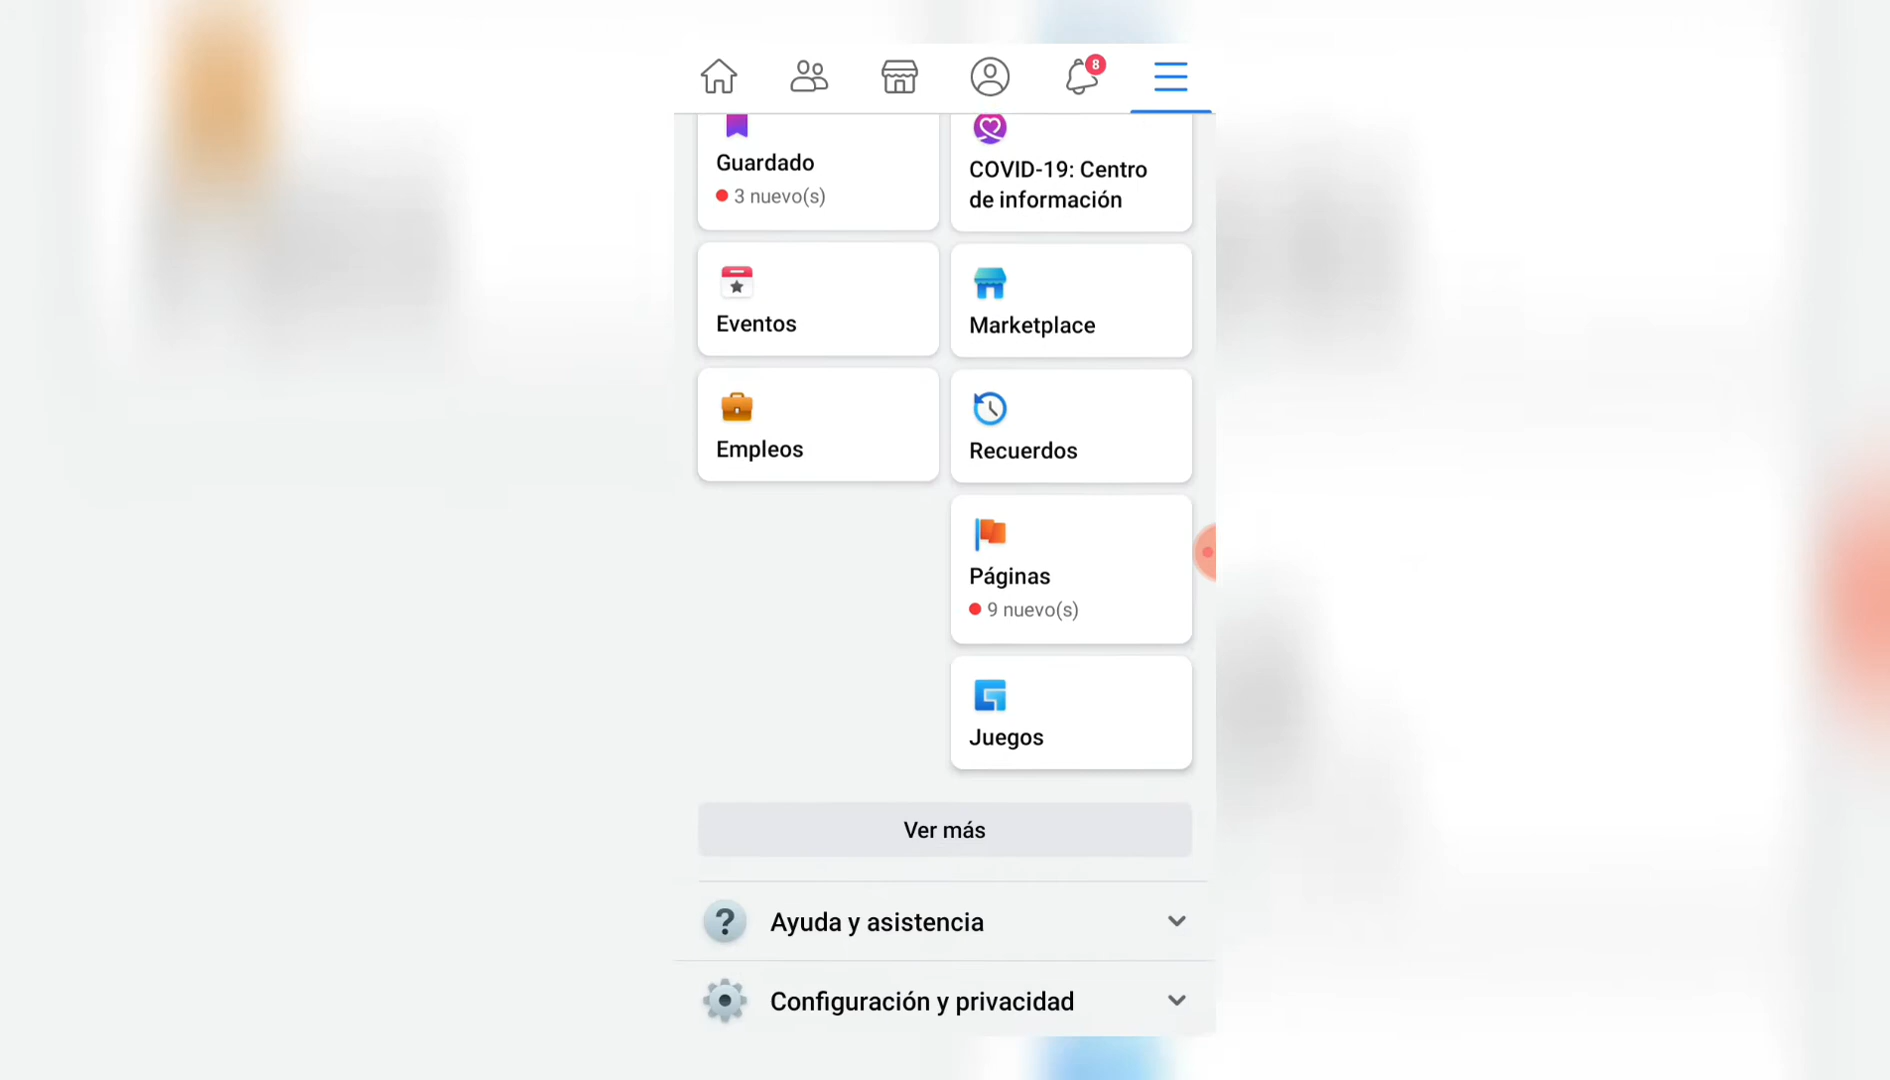 8
Guardado
3 nuevo(s)
COVID-19: Centro
de información
Eventos
Marketplace
Empleos
Recuerdos
Páginas
9 nuevo(s)
Juegos
Ver más
Ayuda y asistencia
Configuración y privacidad